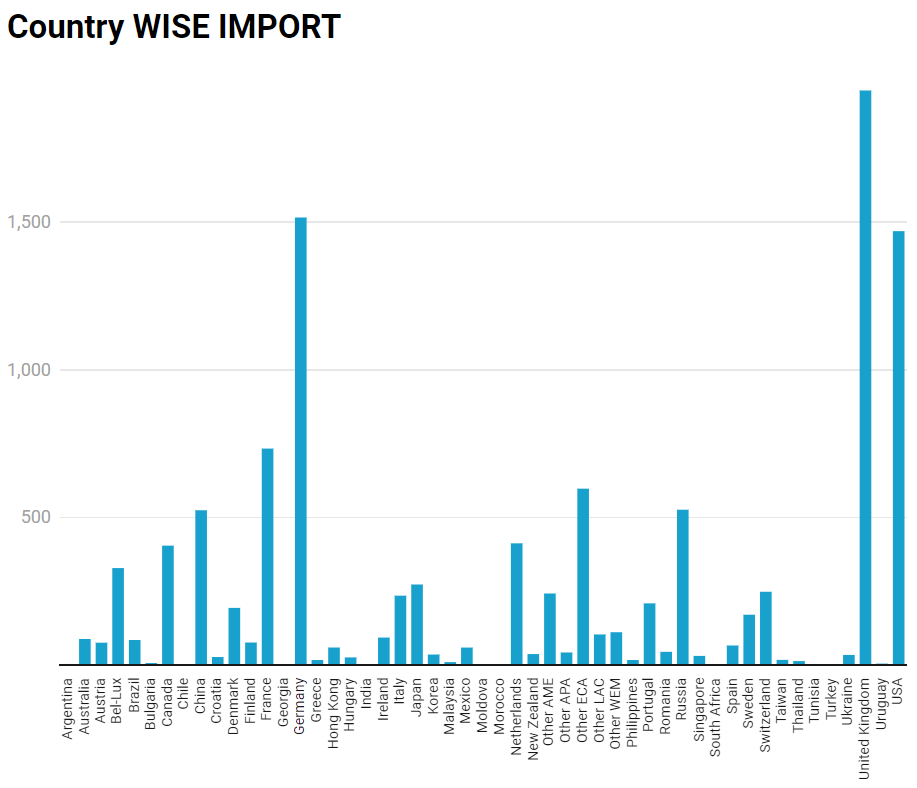 Country WISE IMPORT
1,500
1,000
500
Argentina
Australia
Austria
Bel-Lux
Brazil
Bulgaria
Canada
Chile
China
Croatia
Denmark
Finland
France
Georgia
Germany
Greece
Hong Kong
Hungary
India
Ireland
Italy
Japan
Korea
Malaysia
Mexico
Moldova
Morocco
Netherlands
New Zealand
Other AME
Other APA
Other ECA
Other LAC
Other WEM
Philippines
Portugal
Romania
Russia
Singapore
South Africa
Spain
Sweden
Switzerland
Taiwan
Thailand
Tunisia
Turkey
Ukraine
United Kingdom
Uruguay
USA